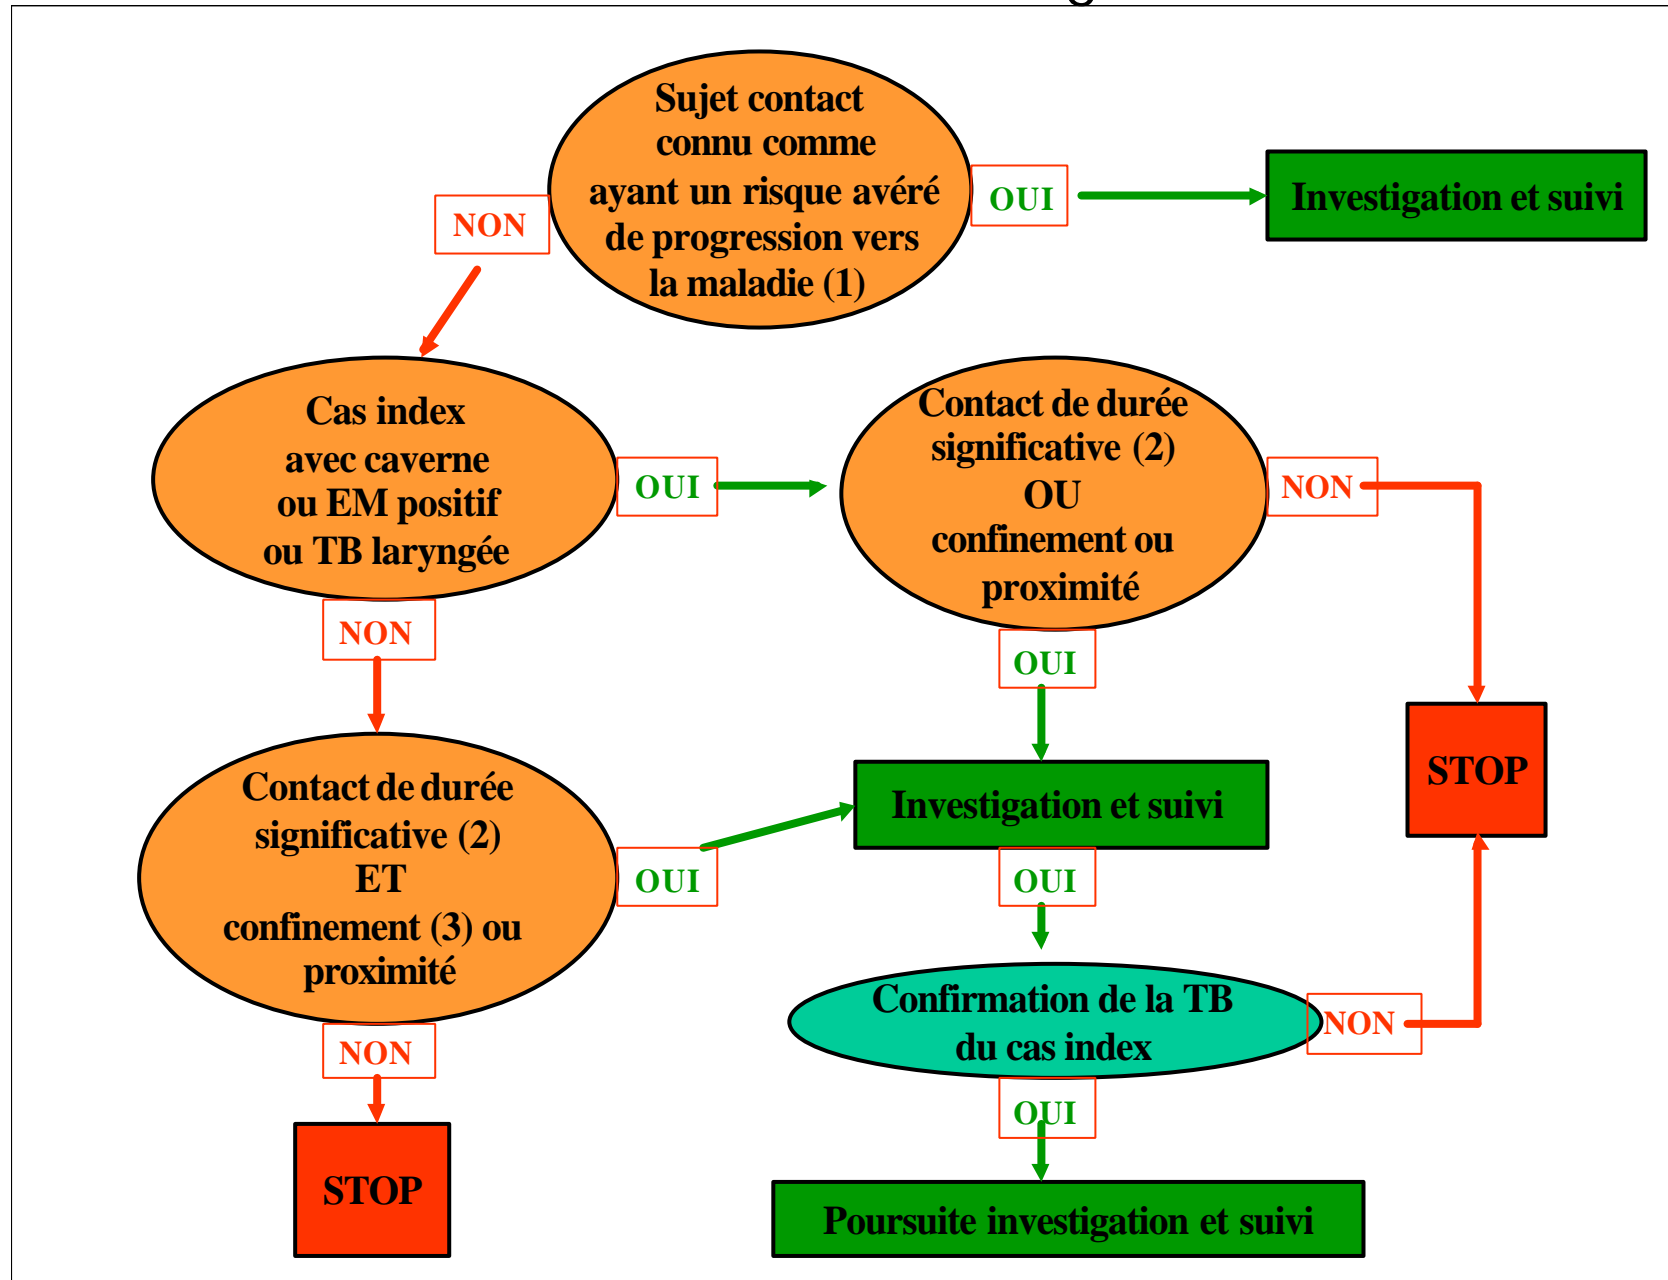 Sujet contact
connu comme
ayant un risque avéré
de progression vers
la maladie (1)
OUI
Investigation et suivi
NON
Cas index
avec caverne
ou EM positif
ou TB laryngée
OUI
Contact de durée
significative (2)
OU
confinement ou
proximité
NON
NON
OUI
STOP
Contact de durée
significative (2)
ET
confinement (3) ou
proximité
OUI
Investigation et suivi
OUI
Confirmation de la TB
du cas index
NON
NON
OUI
STOP
Poursuite investigation et suivi